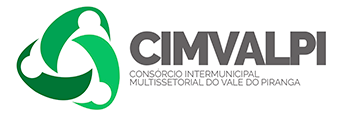 CIMVALPI
CONSÓRCIO INTERMUNICIPAL
MULTISSETORIAL DO VALE DO PIRANGA